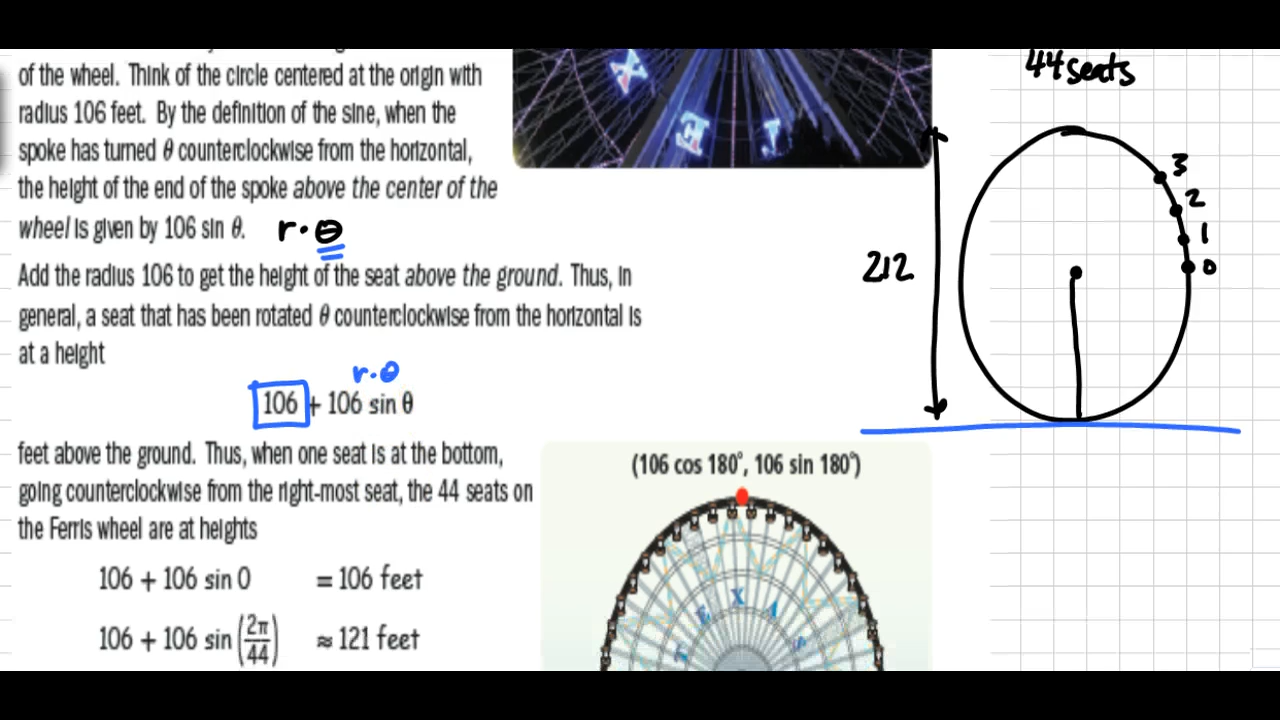 of the wheel. Think of the circle centered at the origin with
radius 106 feet. By the definition of the sine, when the
spoke has turned θ counterclockwise from the horizontal,
the height of the end of the spoke above the center of the
wheel is given by 106 sin θ. r·θ
Add the radius 106 to get the height of the seat above the ground. Thus, in
general, a seat that has been rotated θ counterclockwise from the horizontal is
at a height
r·θ
106 + 106 sin θ
feet above the ground. Thus, when one seat is at the bottom,
going counterclockwise from the right-most seat, the 44 seats on
the Ferris wheel are at heights
106 + 106 sin 0 = 106 feet
106 + 106 sin (2π/44) ≈ 121 feet
(106 cos 180°, 106 sin 180°)
E X A
44 seats
3
2
1
0
212